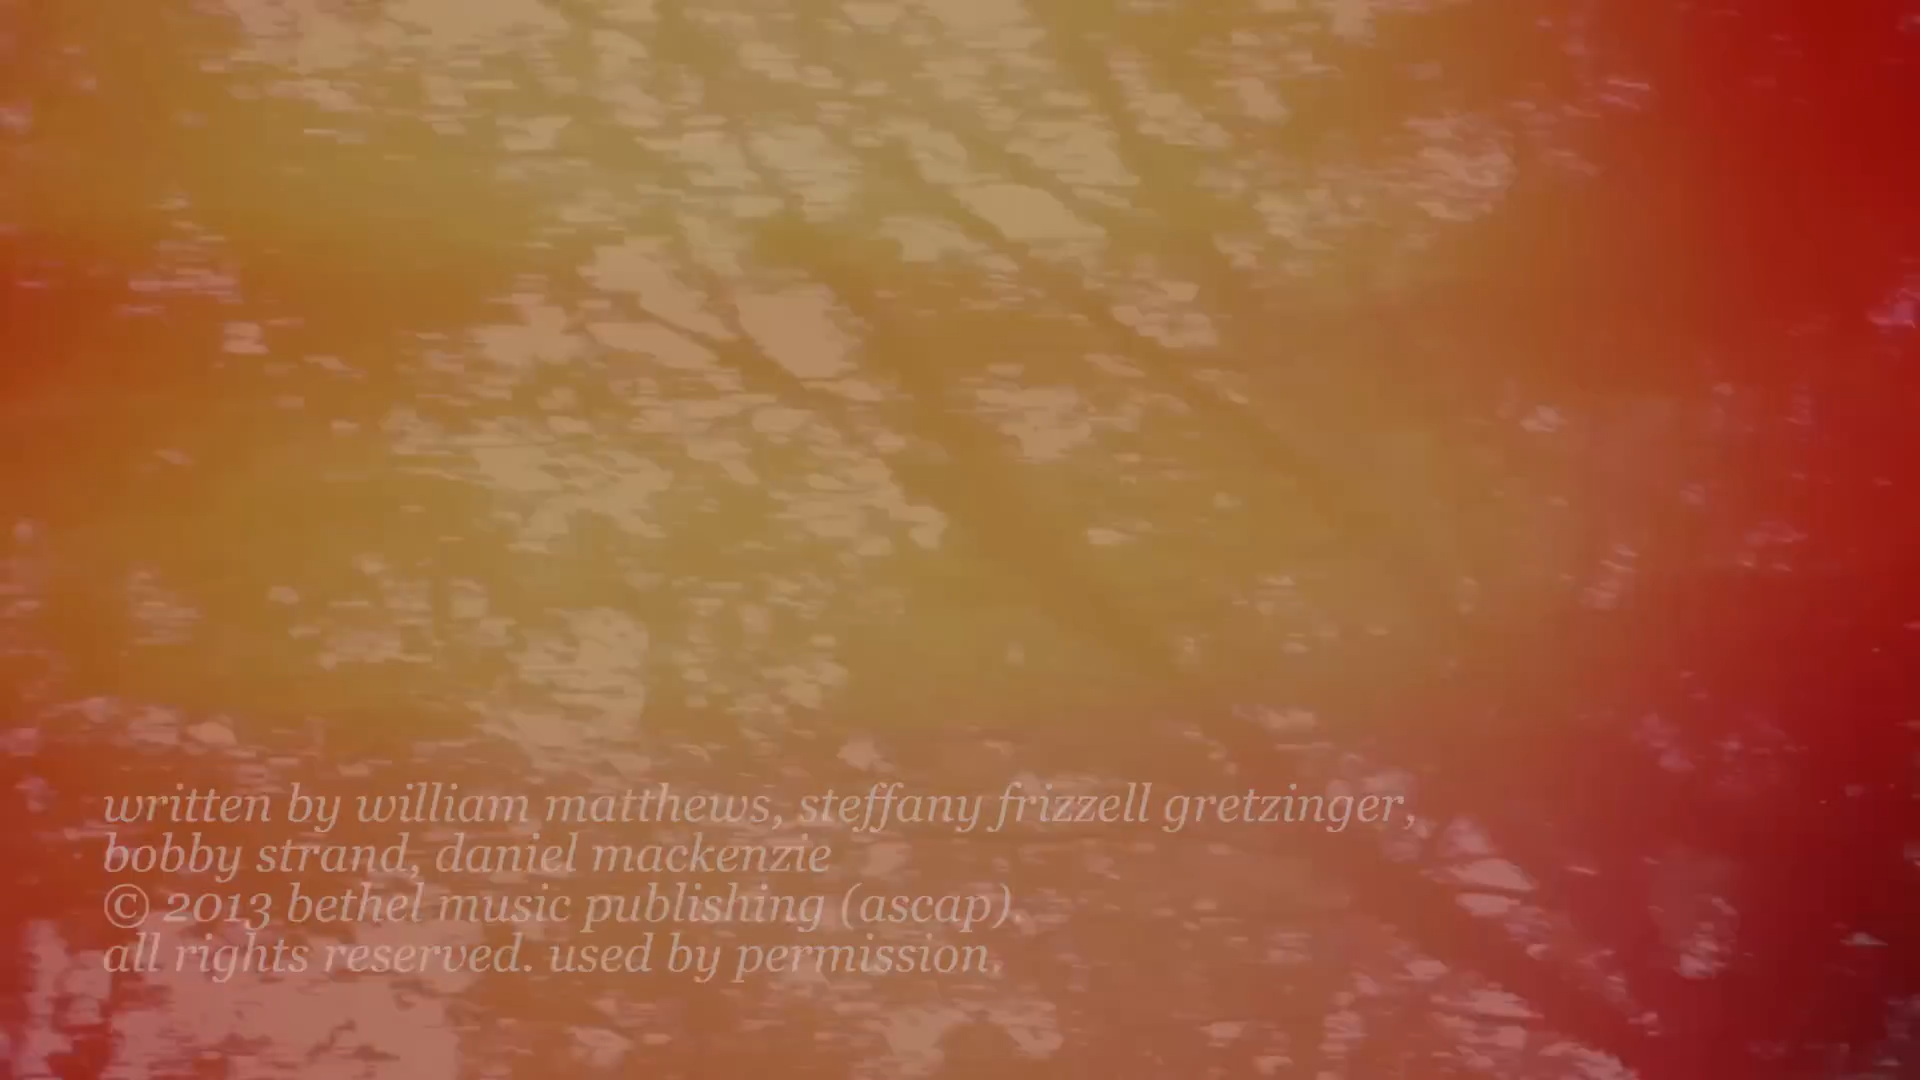 written by william matthews, steffany frizzell gretzinger,
bobby strand, daniel mackenzie
© 2013 bethel music publishing (ascap).
all rights reserved. used by permission.